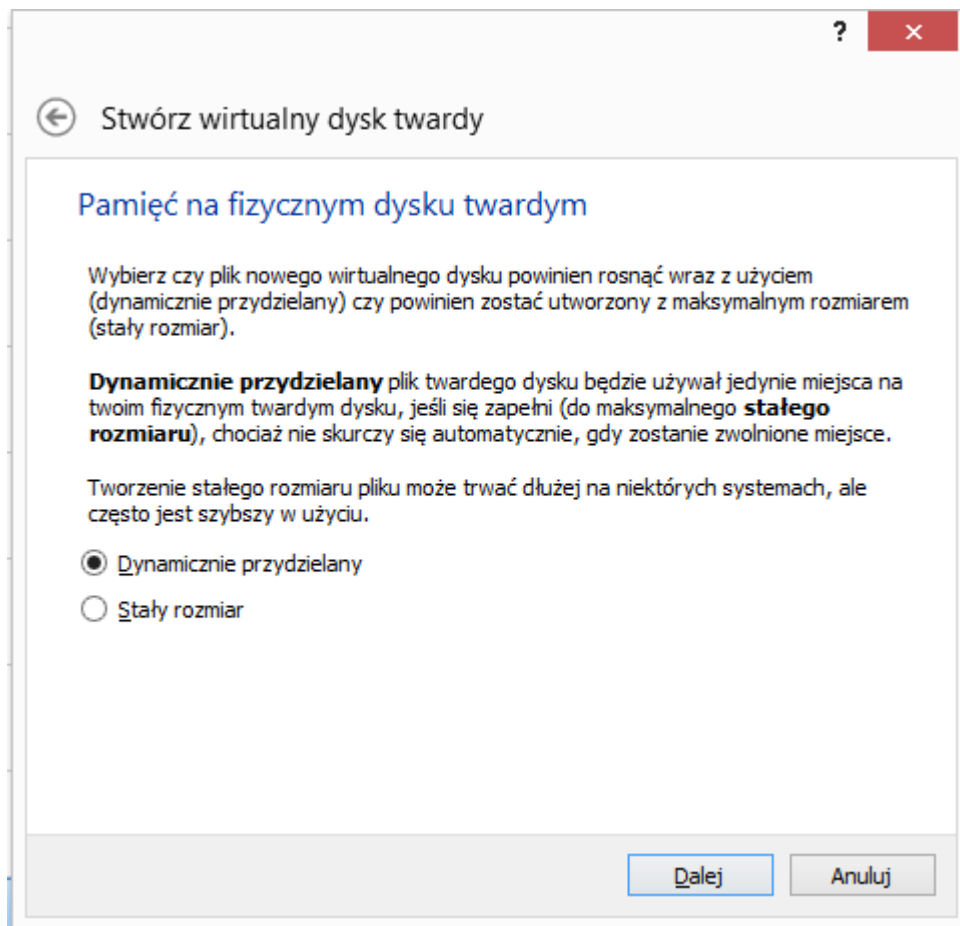 ?
Stwórz wirtualny dysk twardy
Pamięć na fizycznym dysku twardym
Wybierz czy plik nowego wirtualnego dysku powinien rosnąć wraz z użyciem
(dynamicznie przydzielany) czy powinien zostać utworzony z maksymalnym rozmiarem
(stały rozmiar).
Dynamicznie przydzielany plik twardego dysku będzie używał jedynie miejsca na
twoim fizycznym twardym dysku, jeśli się zapełni (do maksymalnego stałego
rozmiaru), chociaż nie skurczy się automatycznie, gdy zostanie zwolnione miejsce.
Tworzenie stałego rozmiaru pliku może trwać dłużej na niektórych systemach, ale
często jest szybszy w użyciu.
Dynamicznie przydzielany
Stały rozmiar
Dalej Anuluj